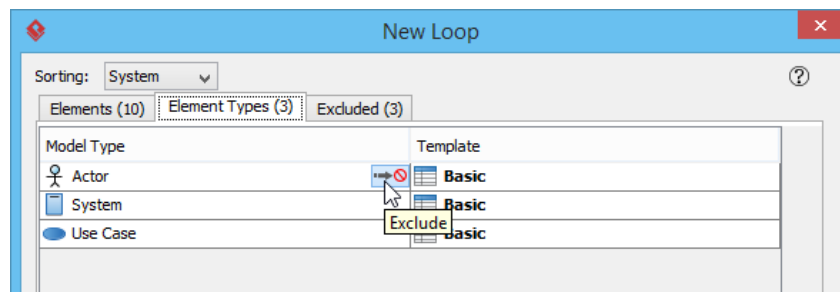 New Loop
Sorting: System
Elements (10) Element Types (3) Excluded (3)
Model Type Template
Actor Basic
System Basic
Exclude
Use Case Basic